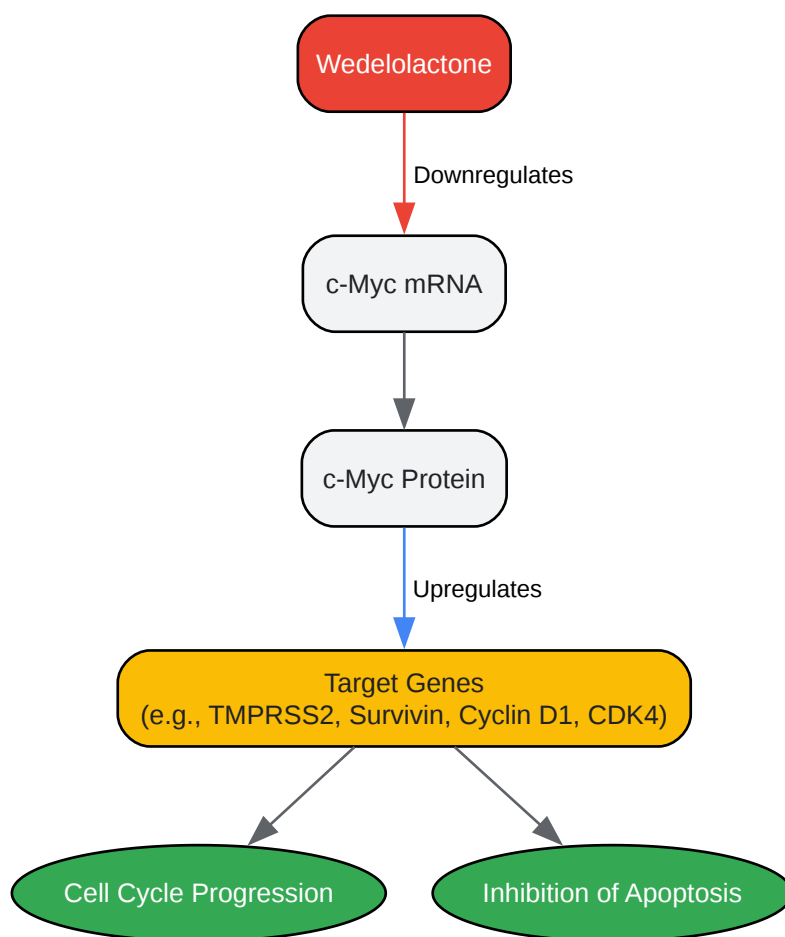 Wedelolactone
Downregulates
c-Myc mRNA
c-Myc Protein
Upregulates
Target Genes
(e.g., TMPRSS2, Survivin, Cyclin D1, CDK4)
Cell Cycle Progression
Inhibition of Apoptosis